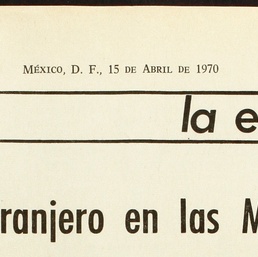 México, D. F., 15 de Abril de 1970
la e
ranjero en las M